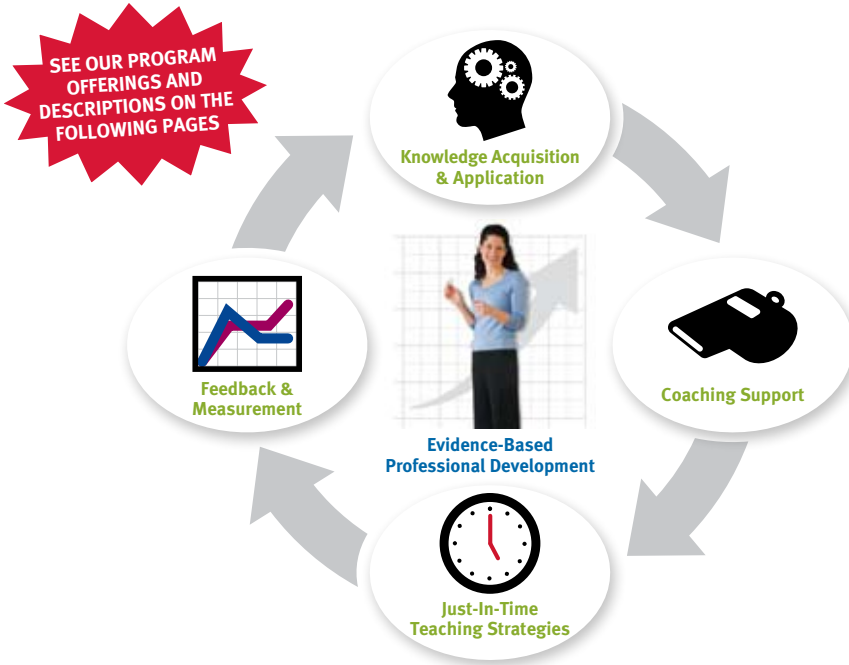 SEE OUR PROGRAM
OFFERINGS AND
DESCRIPTIONS ON THE
FOLLOWING PAGES
Knowledge Acquisition
& Application
Coaching Support
Just-In-Time
Teaching Strategies
Feedback &
Measurement
Evidence-Based
Professional Development